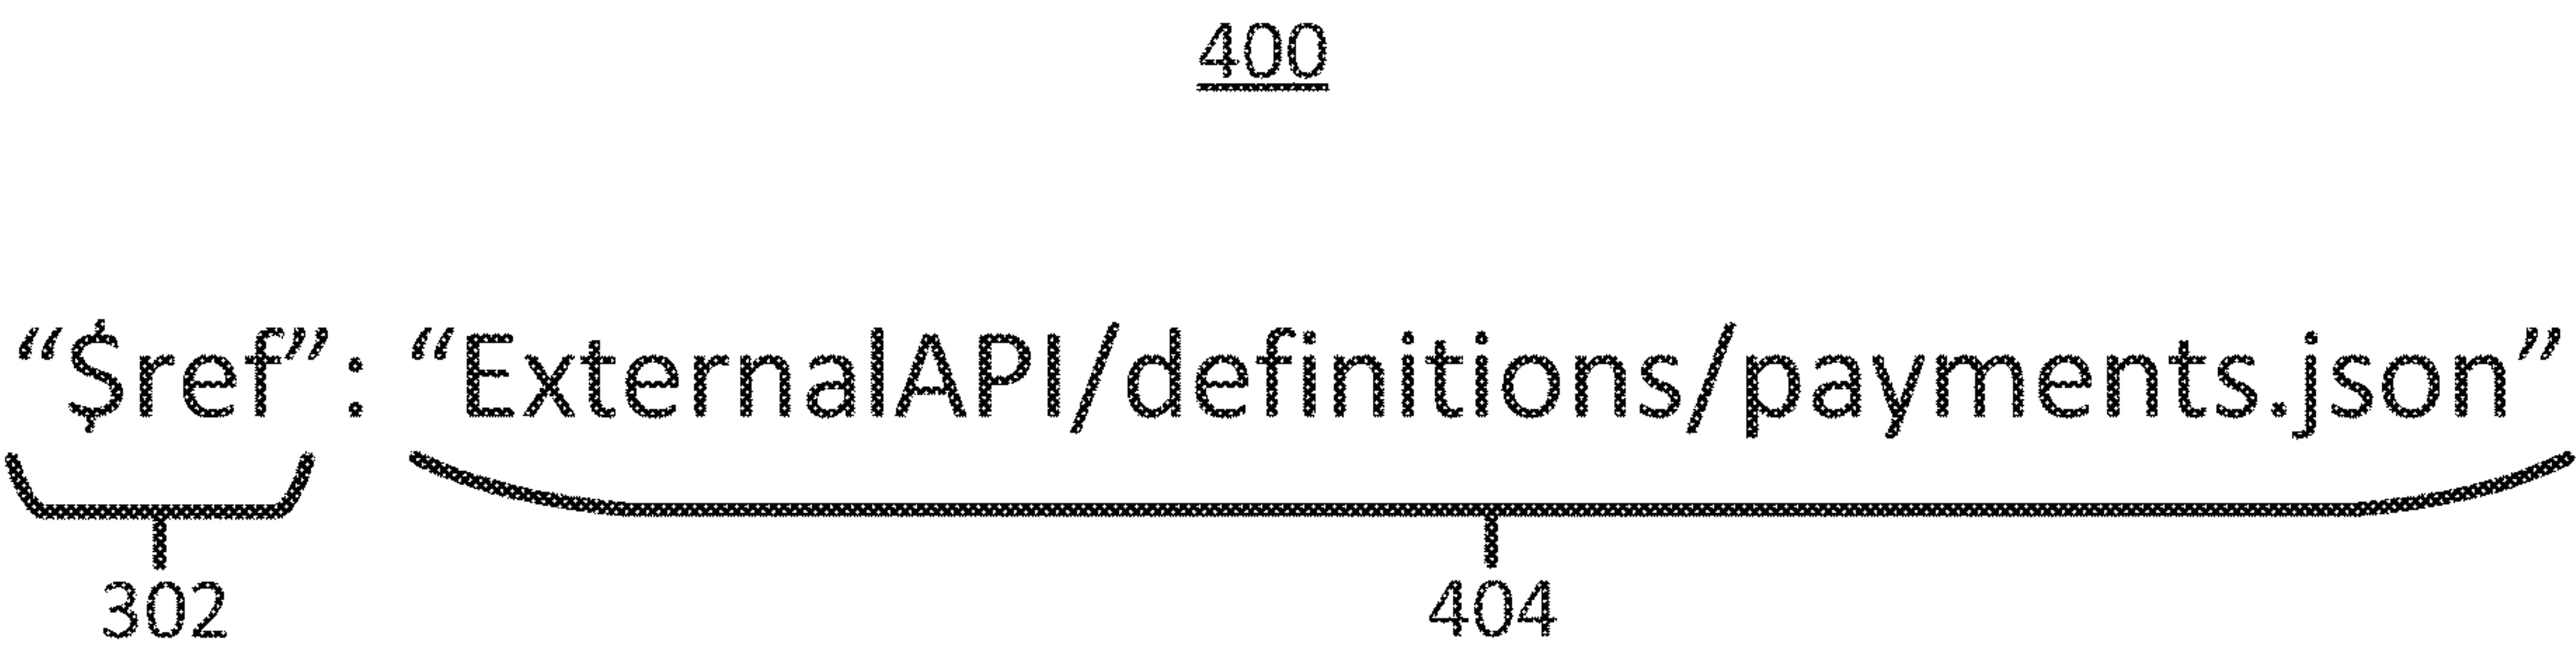 400
“$ref”: “ExternalAPI/definitions/payments.json”
302 404